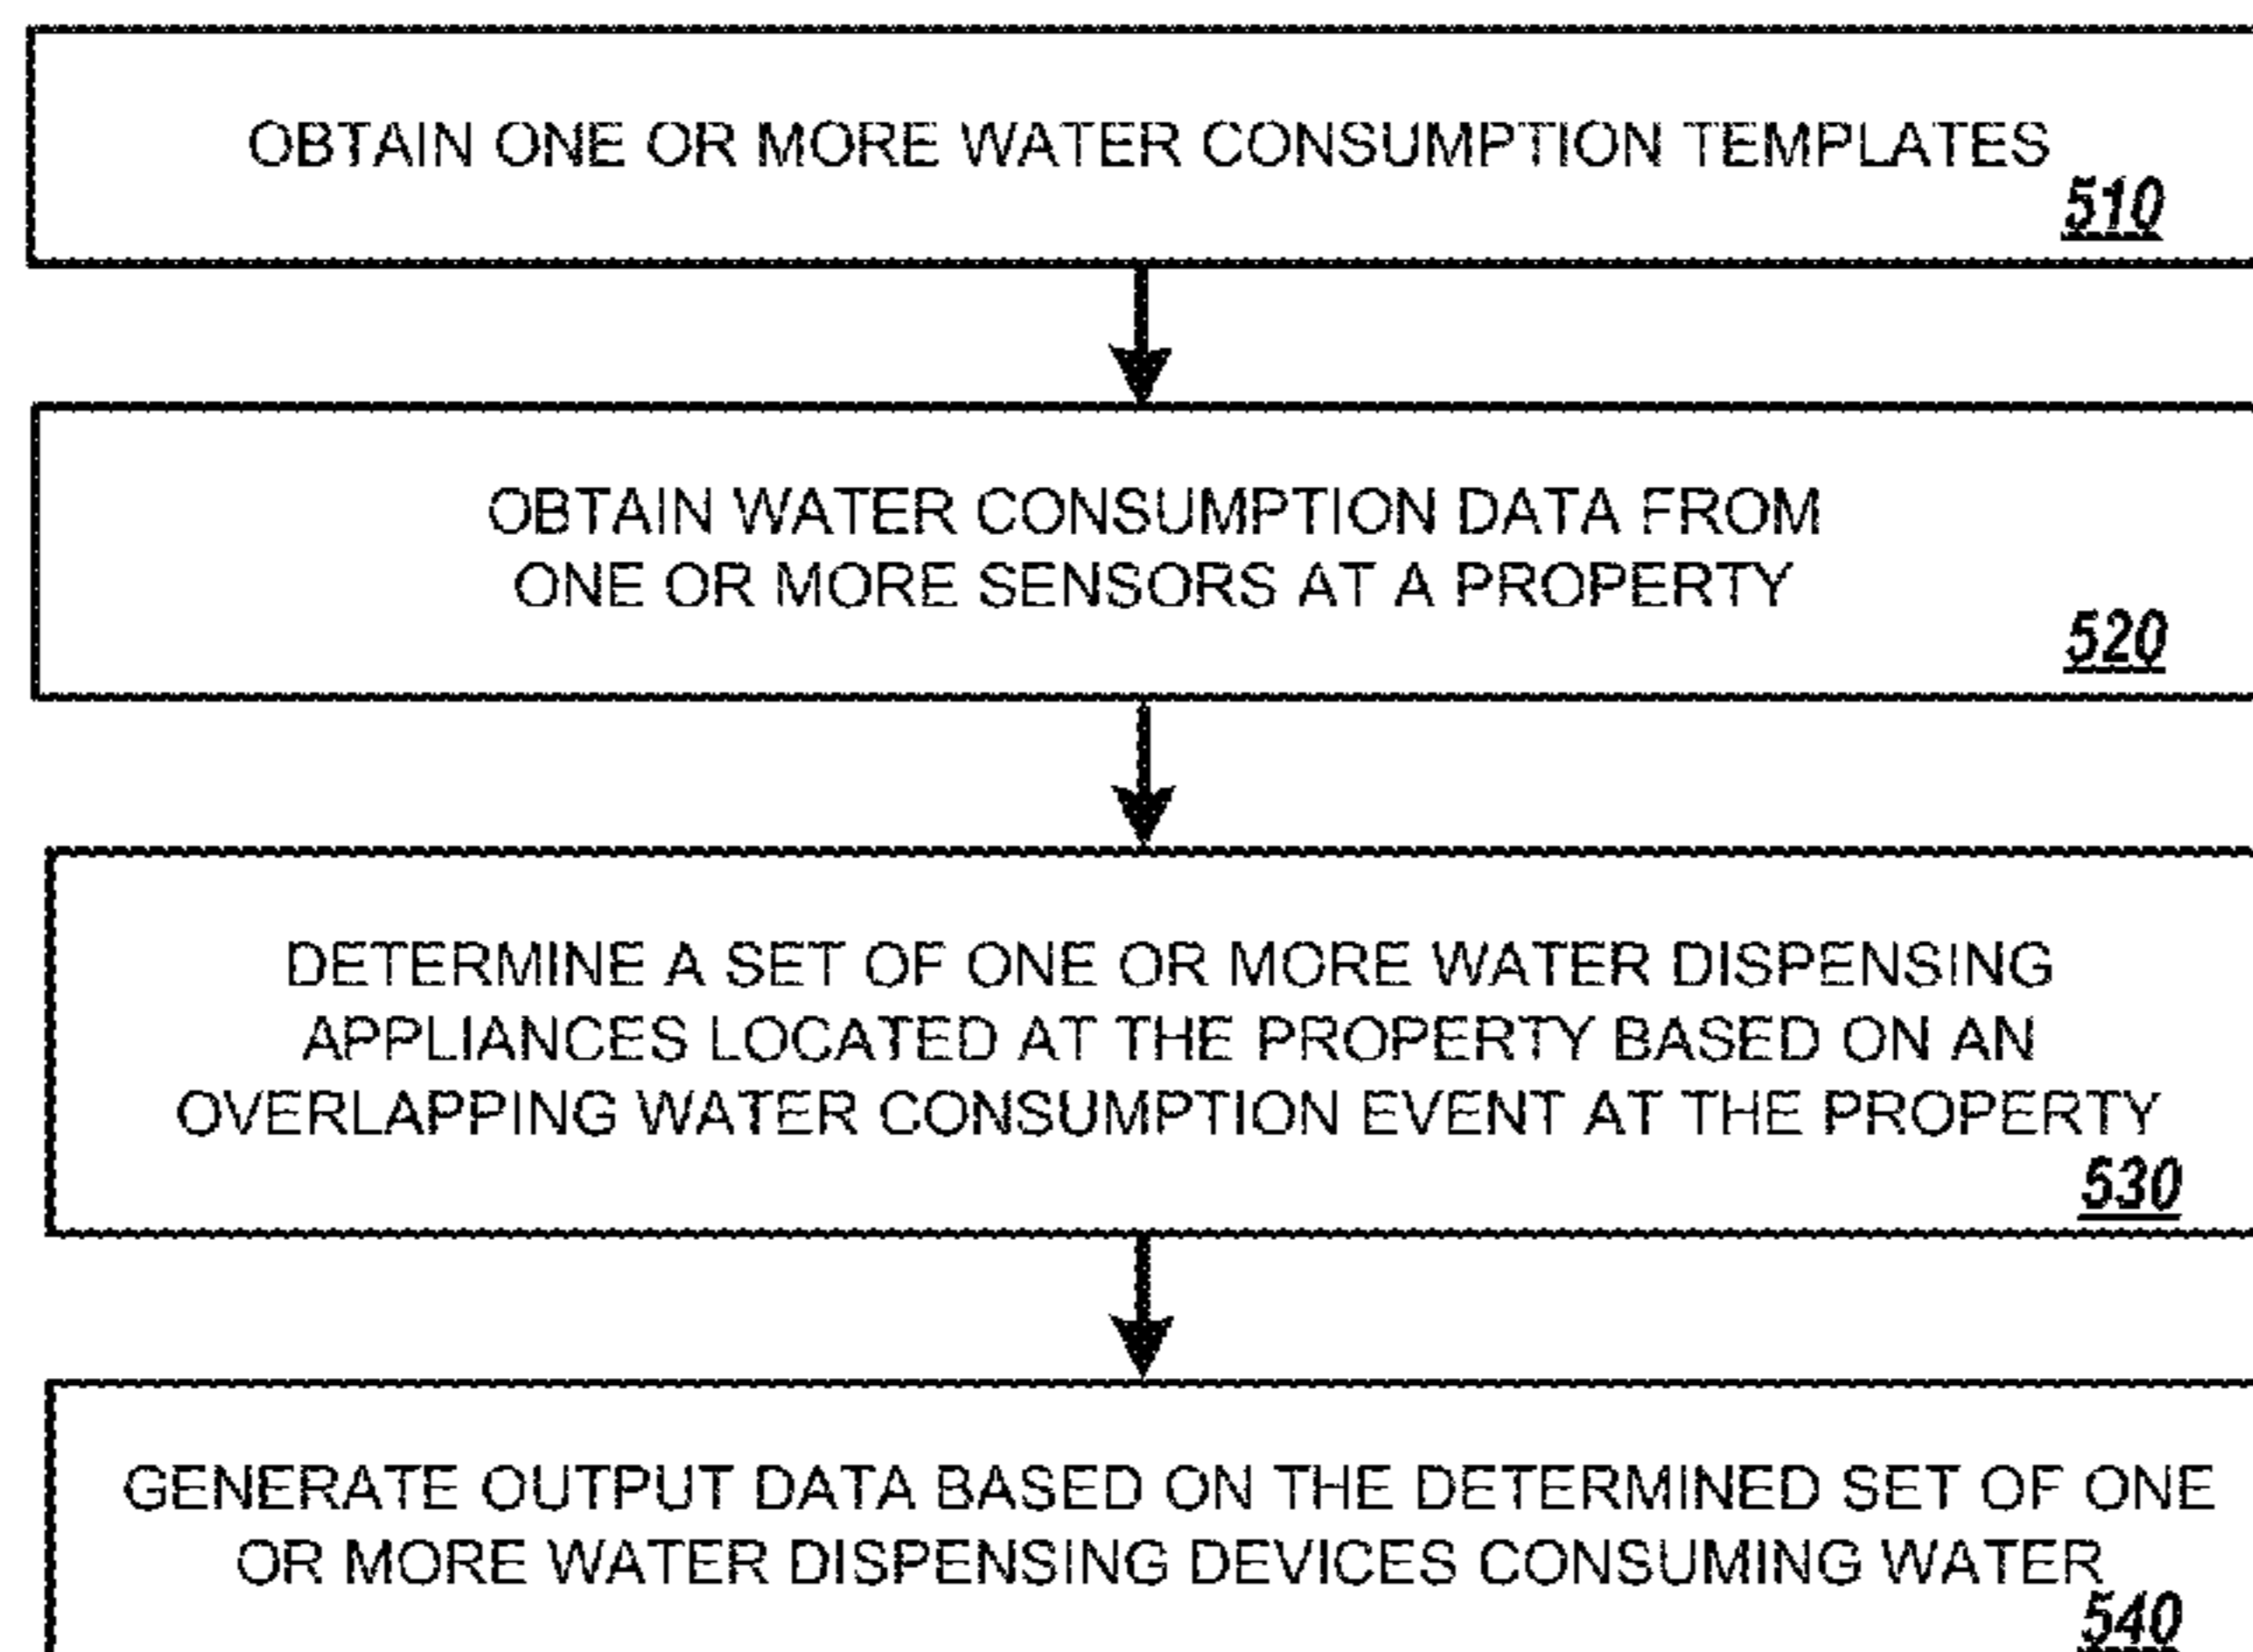 OBTAIN ONE OR MORE WATER CONSUMPTION TEMPLATES
510
OBTAIN WATER CONSUMPTION DATA FROM
ONE OR MORE SENSORS AT A PROPERTY
520
DETERMINE A SET OF ONE OR MORE WATER DISPENSING
APPLIANCES LOCATED AT THE PROPERTY BASED ON AN
OVERLAPPING WATER CONSUMPTION EVENT AT THE PROPERTY
530
GENERATE OUTPUT DATA BASED ON THE DETERMINED SET OF ONE
OR MORE WATER DISPENSING DEVICES CONSUMING WATER
540